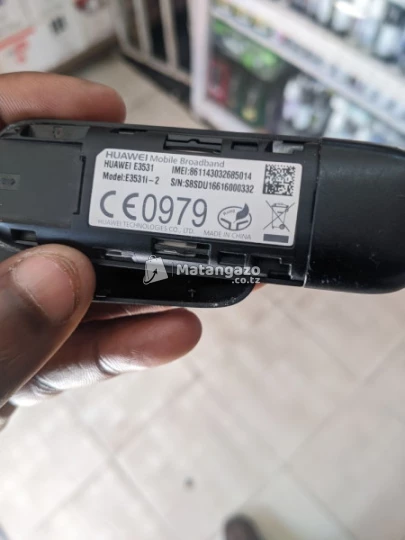 HUAWEI Mobile Broadband
HUAWEI E3531 IMEI:861143032685014
Model:E3531i-2 S/N:S8SDU16616000332
CE0979
HUAWEI TECHNOLOGIES CO., LTD. MADE IN CHINA
Matangazo
.co.tz